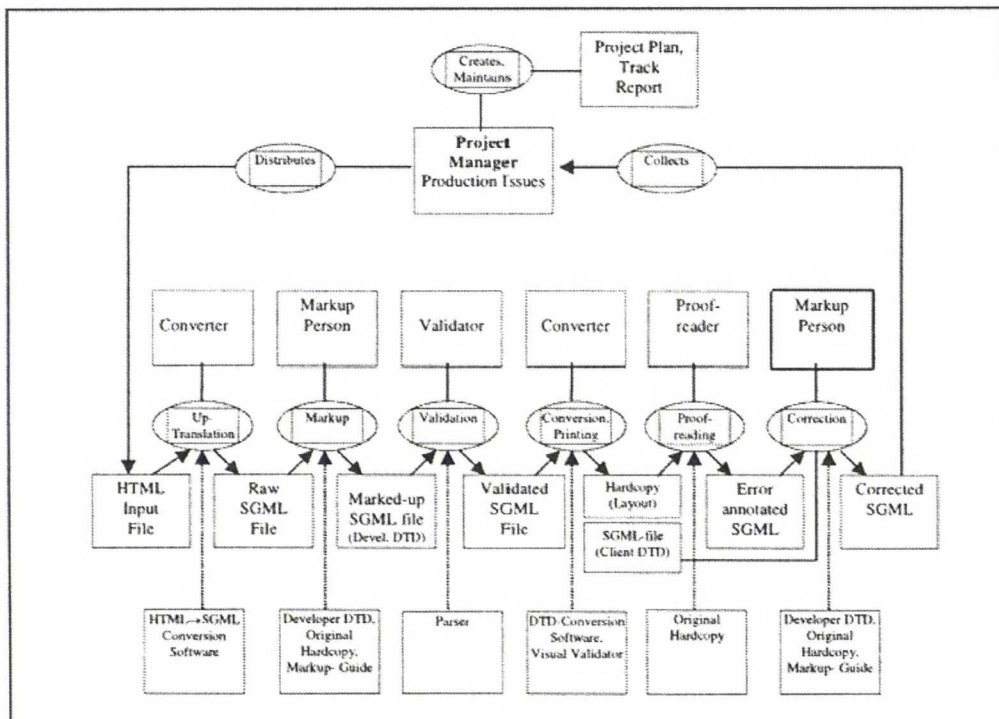 Creates,
Maintains
Project Plan,
Track
Report
Distributes
Project
Manager
Production Issues
Collects
Converter
Markup
Person
Validator
Converter
Proof-
reader
Markup
Person
Up-
Translation
Markup
Validation
Conversion,
Printing
Proof-
reading
Correction
HTML
Input
File
Raw
SGML
File
Marked-up
SGML file
(Devel. DTD)
Validated
SGML
File
Hardcopy
(Layout)
SGML-file
(Client DTD)
Error
annotated
SGML
Corrected
SGML
HTML→SGML
Conversion
Software
Developer DTD,
Original
Hardcopy,
Markup- Guide
Parser
DTD-Conversion
Software,
Visual Validator
Original
Hardcopy
Developer DTD,
Original
Hardcopy,
Markup- Guide